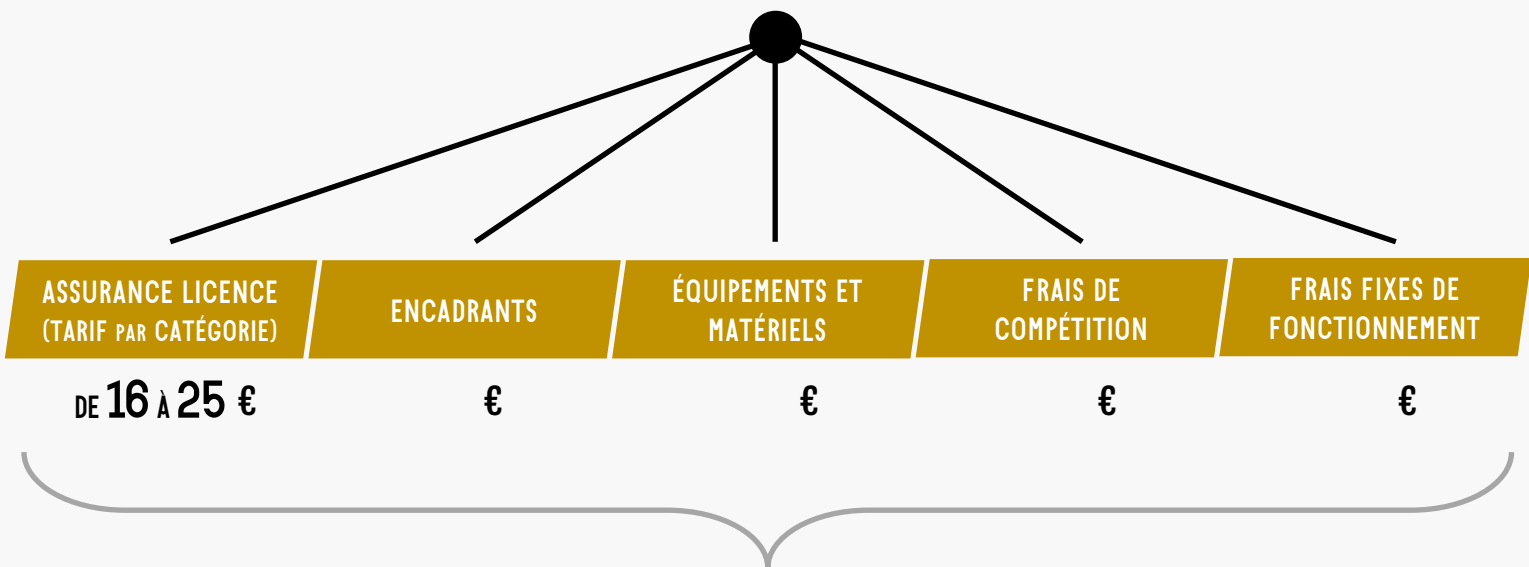 ASSURANCE LICENCE
(TARIF PAR CATÉGORIE)
ENCADRANTS
ÉQUIPEMENTS ET
MATÉRIELS
FRAIS DE
COMPÉTITION
FRAIS FIXES DE
FONCTIONNEMENT
DE 16 À 25 €
€
€
€
€